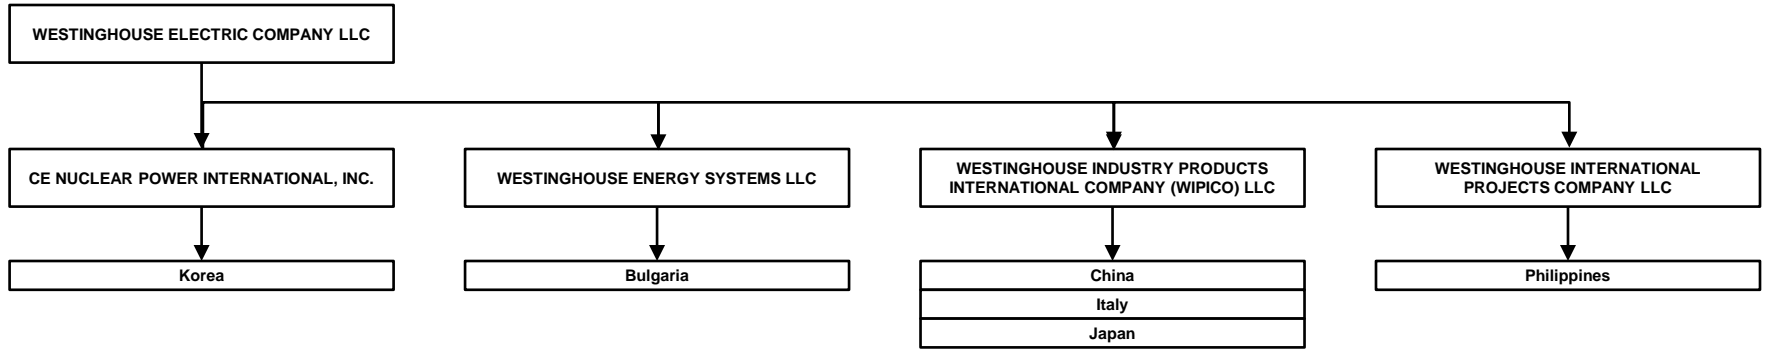 WESTINGHOUSE ELECTRIC COMPANY LLC
CE NUCLEAR POWER INTERNATIONAL, INC.
WESTINGHOUSE ENERGY SYSTEMS LLC
WESTINGHOUSE INDUSTRY PRODUCTS
INTERNATIONAL COMPANY (WIPICO) LLC
WESTINGHOUSE INTERNATIONAL
PROJECTS COMPANY LLC
Korea
Bulgaria
China
Italy
Japan
Philippines